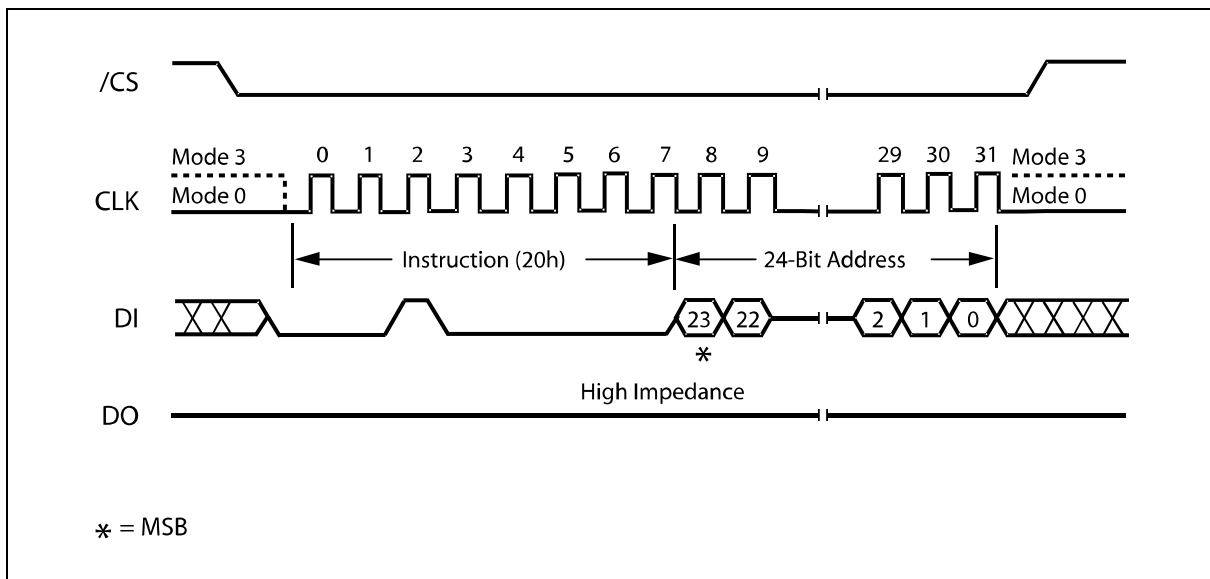 /CS
Mode 3 0 1 2 3 4 5 6 7 8 9 29 30 31 Mode 3
CLK Mode 0 Mode 0
Instruction (20h) 24-Bit Address
DI 23 22 2 1 0
*
High Impedance
DO
* = MSB